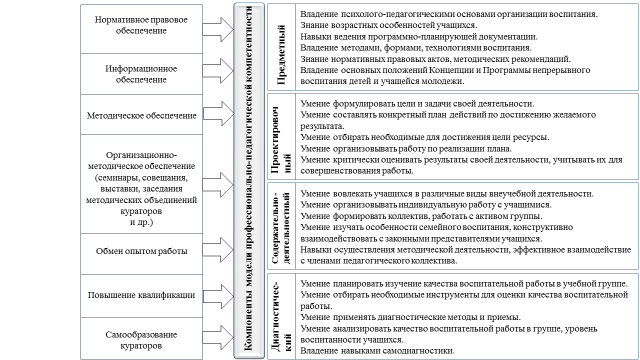 Нормативное правовое
обеспечение
Информационное
обеспечение
Методическое обеспечение
Организационно-
методическое обеспечение
(семинары, совещания,
выставки, заседания
методических объединений
кураторов
и др.)
Обмен опытом работы
Повышение квалификации
Самообразование
кураторов
Компоненты модели профессионально-педагогической компетентности
Предметный
Владение психолого-педагогическими основами организации воспитания.
Знание возрастных особенностей учащихся.
Навыки ведения программно-планирующей документации.
Владение методами, формами, технологиями воспитания.
Знание нормативных правовых актов, методических рекомендаций.
Владение основных положений Концепции и Программы непрерывного
воспитания детей и учащейся молодежи.
Проектировоч
ный
Умение формулировать цели и задачи своей деятельности.
Умение составлять конкретный план действий по достижению желаемого
результата.
Умение отбирать необходимые для достижения цели ресурсы.
Умение организовывать работу по реализации плана.
Умение критически оценивать результаты своей деятельности, учитывать их для
совершенствования работы.
Содержательно-
деятельностный
Умение вовлекать учащихся в различные виды внеучебной деятельности.
Умение организовывать индивидуальную работу с учащимися.
Умение формировать коллектив, работать с активом группы.
Умение изучать особенности семейного воспитания, конструктивно
взаимодействовать с законными представителями учащихся.
Навыки осуществления методической деятельности, эффективное взаимодействие
с членами педагогического коллектива.
Диагностичес-
кий
Умение планировать изучение качества воспитательной работы в учебной группе.
Умение отбирать необходимые инструменты для оценки качества воспитательной
работы.
Умение применять диагностические методы и приемы.
Умение анализировать качество воспитательной работы в группе, уровень
воспитанности учащихся.
Владение навыками самодиагностики.